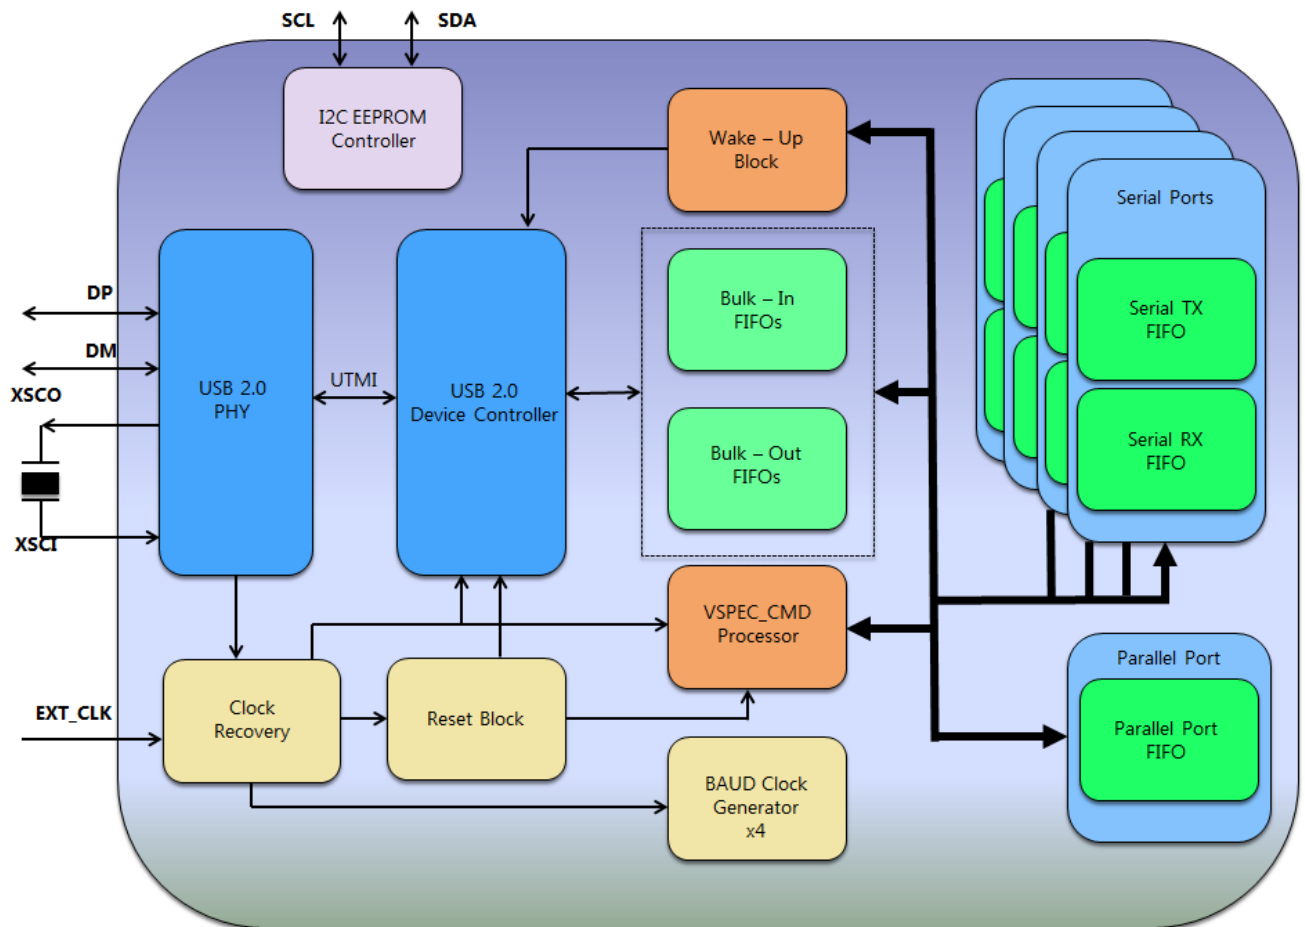 SCL
SDA
I2C EEPROM
Controller
Wake – Up
Block
Serial Ports
DP
DM
XSCO
XSCI
USB 2.0
PHY
UTMI
USB 2.0
Device Controller
Bulk – In
FIFOs
Bulk – Out
FIFOs
Serial TX
FIFO
Serial RX
FIFO
VSPEC_CMD
Processor
Parallel Port
Parallel Port
FIFO
EXT_CLK
Clock
Recovery
Reset Block
BAUD Clock
Generator
x4